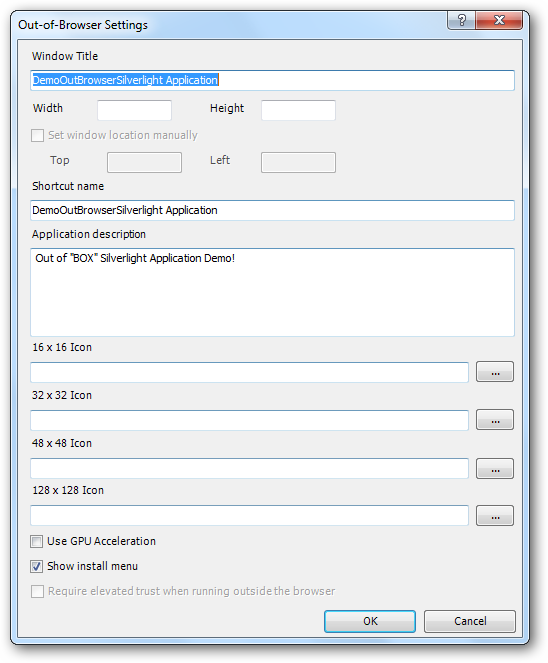 Out-of-Browser Settings
?
Window Title
DemoOutBrowserSilverlight Application
Width Height
Set window location manually
Top Left
Shortcut name
DemoOutBrowserSilverlight Application
Application description
Out of "BOX" Silverlight Application Demo!
16 x 16 Icon
...
32 x 32 Icon
...
48 x 48 Icon
...
128 x 128 Icon
...
Use GPU Acceleration
Show install menu
Require elevated trust when running outside the browser
OK Cancel